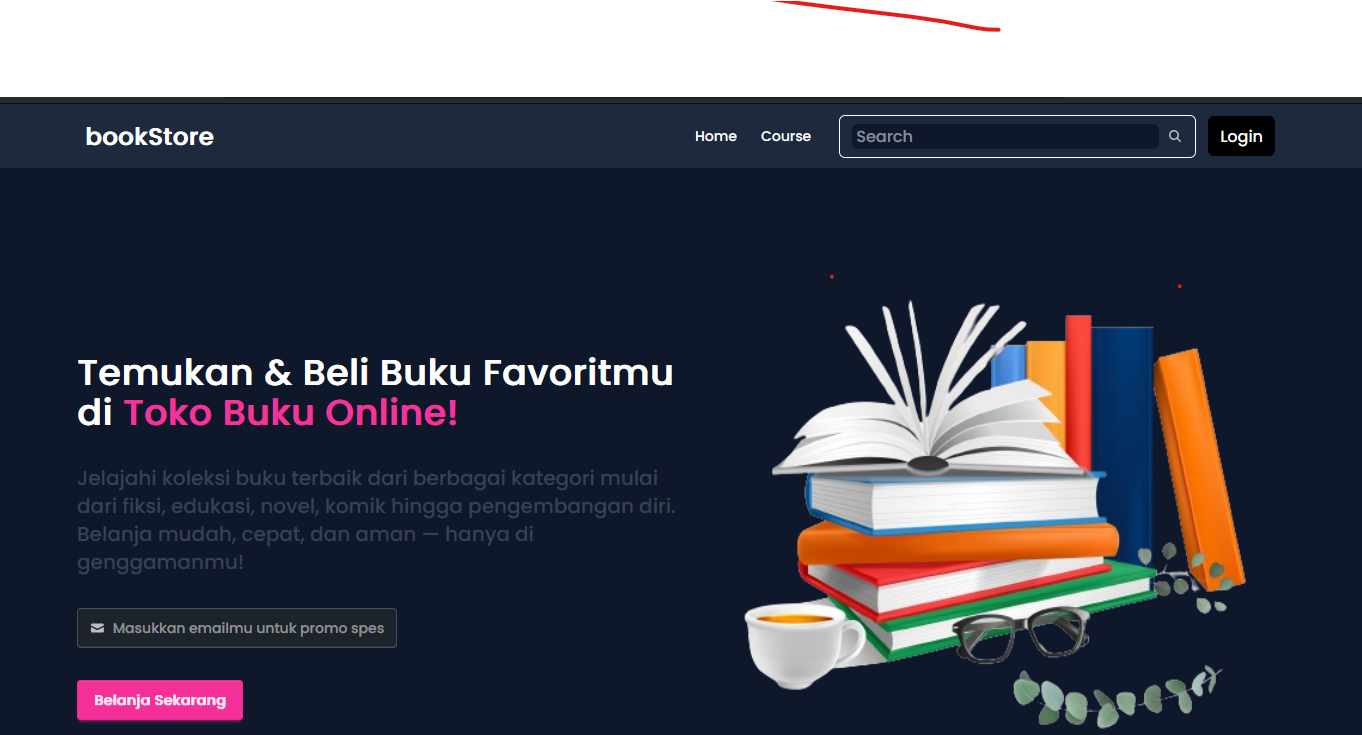 bookStore
Home
Course
Search
Login
Temukan & Beli Buku Favoritmu
di Toko Buku Online!
Jelajahi koleksi buku terbaik dari berbagai kategori mulai
dari fiksi, edukasi, novel, komik hingga pengembangan diri.
Belanja mudah, cepat, dan aman — hanya di
genggamanmu!
Masukkan emailmu untuk promo spes
Belanja Sekarang